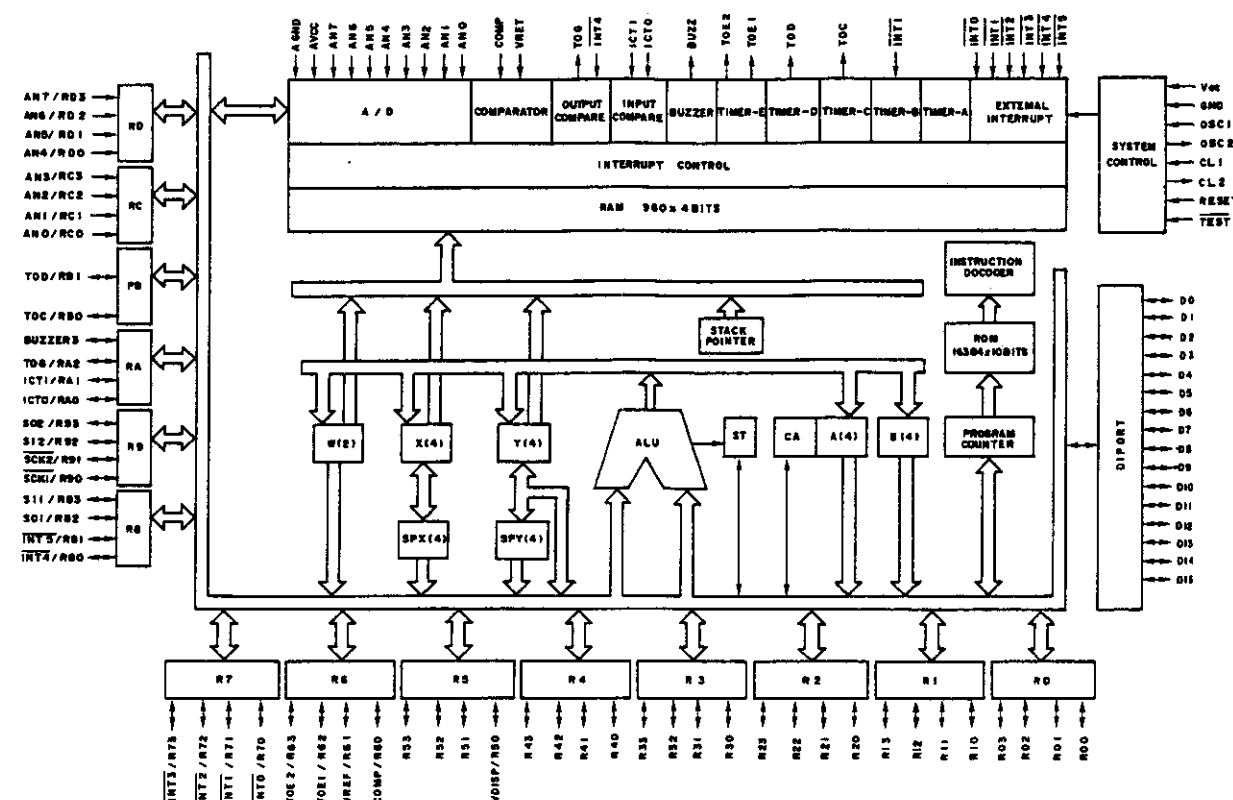 AGND AVCC AN7 AN6 AN5 AN4 AN3 AN2 AN1 AN0 COMP VRET TOG INT4 ICT1 ICT0 BUZZ TOE2 TOE1 TOD TOC INT1 INT0 INT1 INT2 INT3 INT4 INT5
A/D COMPARATOR OUTPUT COMPARE INPUT COMPARE BUZZER TIMER-E TIMER-D TIMER-C TIMER-B TIMER-A EXTEMAL INTERRUPT
INTERRUPT CONTROL
RAM 960x4BITS
SYSTEM CONTROL
Vcc
GND
OSC1
OSC2
CL1
CL2
RESET
TEST
AN7/RD3
AN6/RD2
AN5/RD1
AN4/RD0
RD
AN3/RC3
AN2/RC2
AN1/RC1
AN0/RC0
RC
TOD/RB1
TOC/RB0
PB
BUZZER3
TOG/RA2
ICT1/RA1
ICT0/RA0
RA
SO2/R93
SI2/R92
SCK2/R91
SCK1/R90
R9
SI1/R83
SO1/R82
INT5/R81
INT4/R80
R8
INSTRUCTION DOCODER
STACK POINTER
ROM 16384x10BITS
W(2) X(4) Y(4) ALU ST CA A(4) B(4) PROGRAM COUNTER
SPX(4) SPY(4)
DIPORT
D0
D1
D2
D3
D4
D5
D6
D7
D8
D9
D10
D11
D12
D13
D14
D15
R7 R6 R5 R4 R3 R2 R1 R0
INT3/R73 INT2/R72 INT1/R71 INT0/R70 TOE2/R63 TOE1/R62 VREF/R61 COMP/R60 R53 R52 R51 VDISP/R50 R43 R42 R41 R40 R33 R32 R31 R30 R23 R22 R21 R20 R13 R12 R11 R10 R03 R02 R01 R00